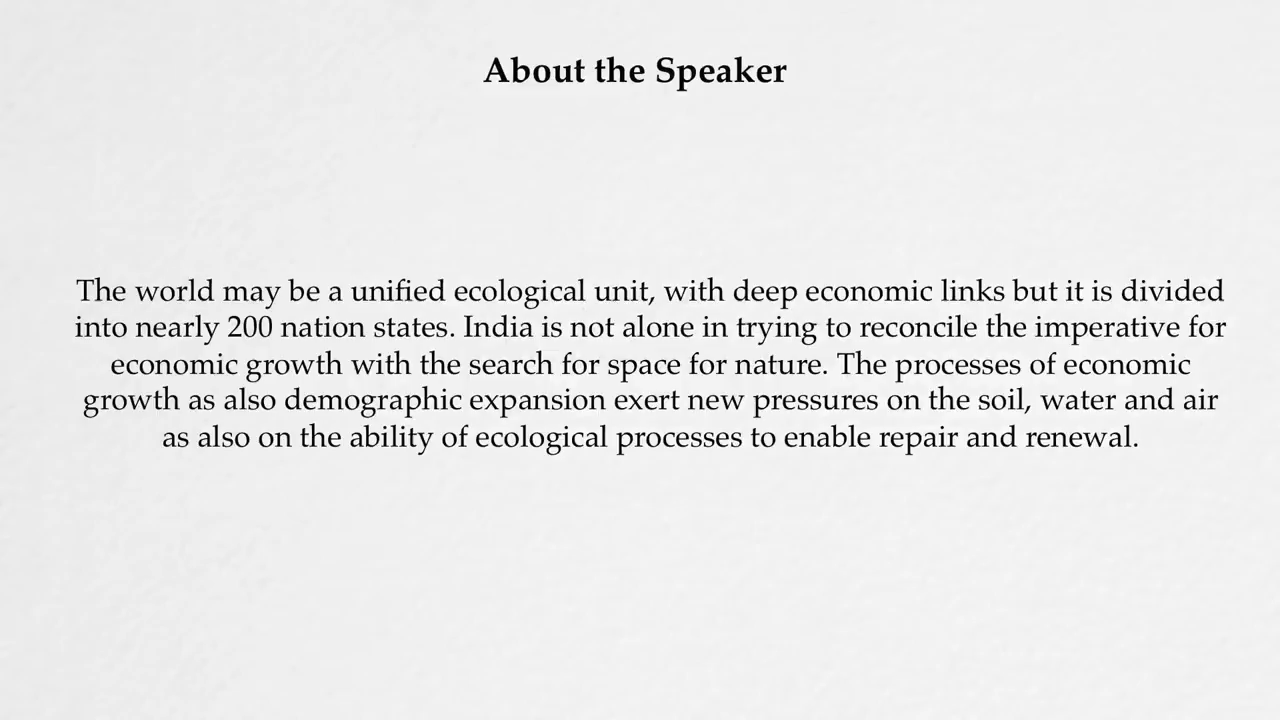 About the Speaker
The world may be a unified ecological unit, with deep economic links but it is divided
into nearly 200 nation states. India is not alone in trying to reconcile the imperative for
economic growth with the search for space for nature. The processes of economic
growth as also demographic expansion exert new pressures on the soil, water and air
as also on the ability of ecological processes to enable repair and renewal.